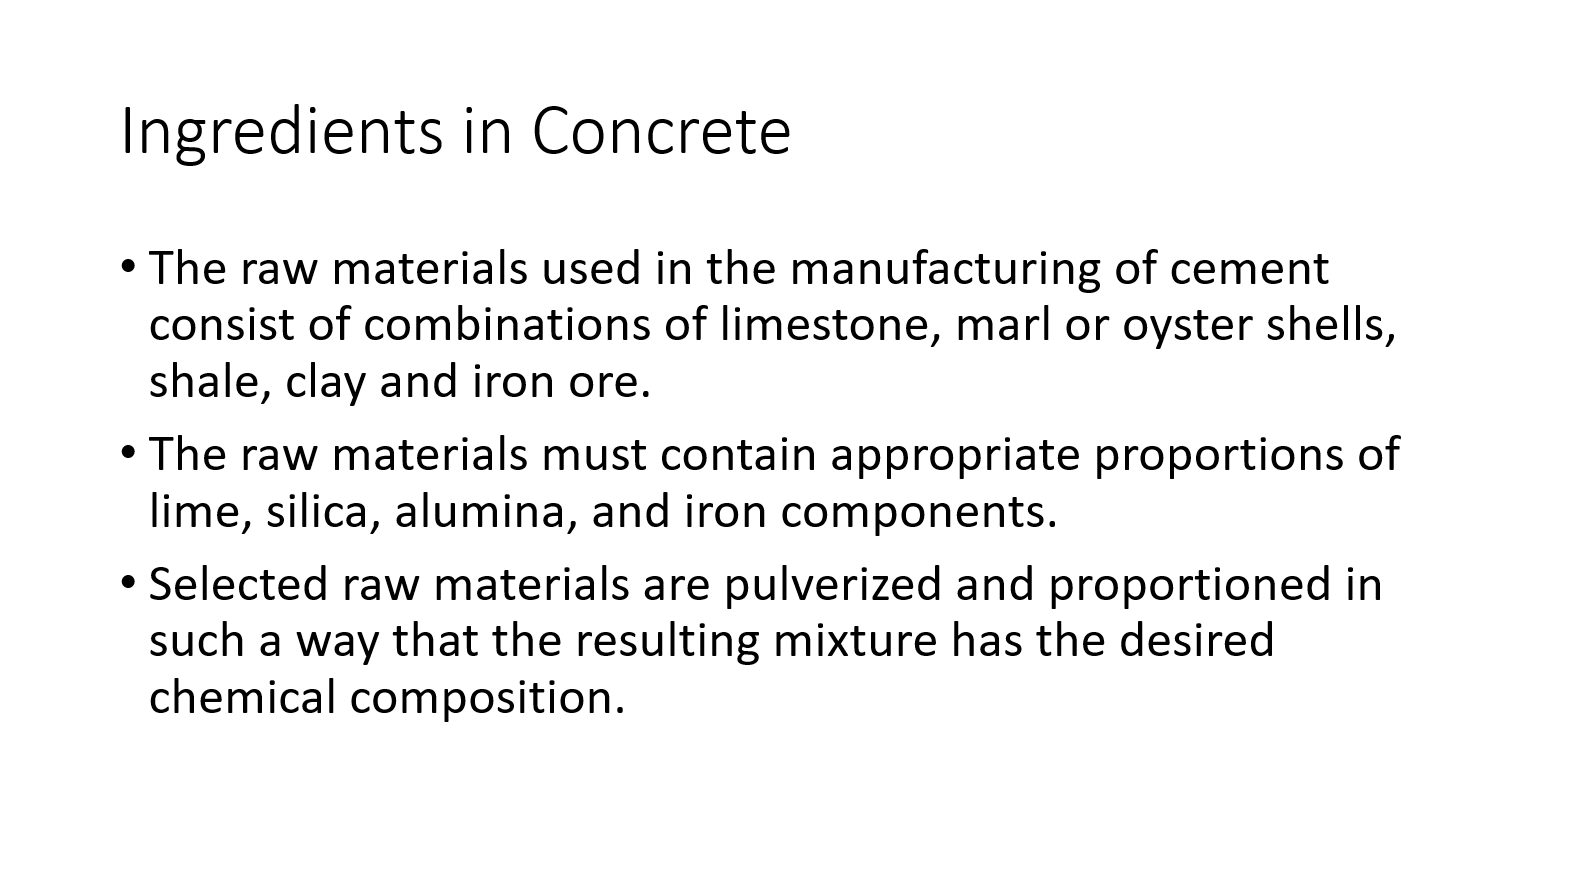 Ingredients in Concrete
• The raw materials used in the manufacturing of cement
consist of combinations of limestone, marl or oyster shells,
shale, clay and iron ore.
• The raw materials must contain appropriate proportions of
lime, silica, alumina, and iron components.
• Selected raw materials are pulverized and proportioned in
such a way that the resulting mixture has the desired
chemical composition.